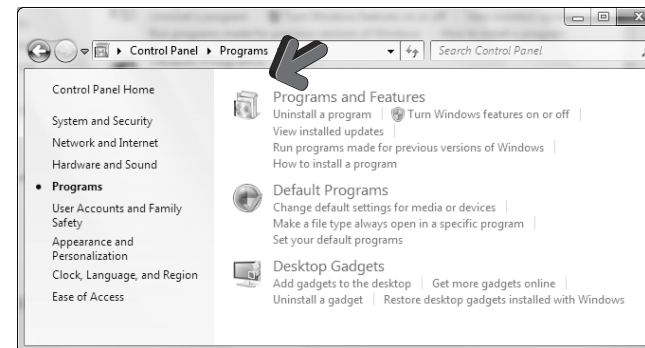 Control Panel Programs Search Control Panel
Control Panel Home
System and Security
Network and Internet
Hardware and Sound
Programs
User Accounts and Family
Safety
Appearance and
Personalization
Clock, Language, and Region
Ease of Access
Programs and Features
Uninstall a program Turn Windows features on or off
View installed updates
Run programs made for previous versions of Windows
How to install a program
Default Programs
Change default settings for media or devices
Make a file type always open in a specific program
Set your default programs
Desktop Gadgets
Add gadgets to the desktop Get more gadgets online
Uninstall a gadget Restore desktop gadgets installed with Windows